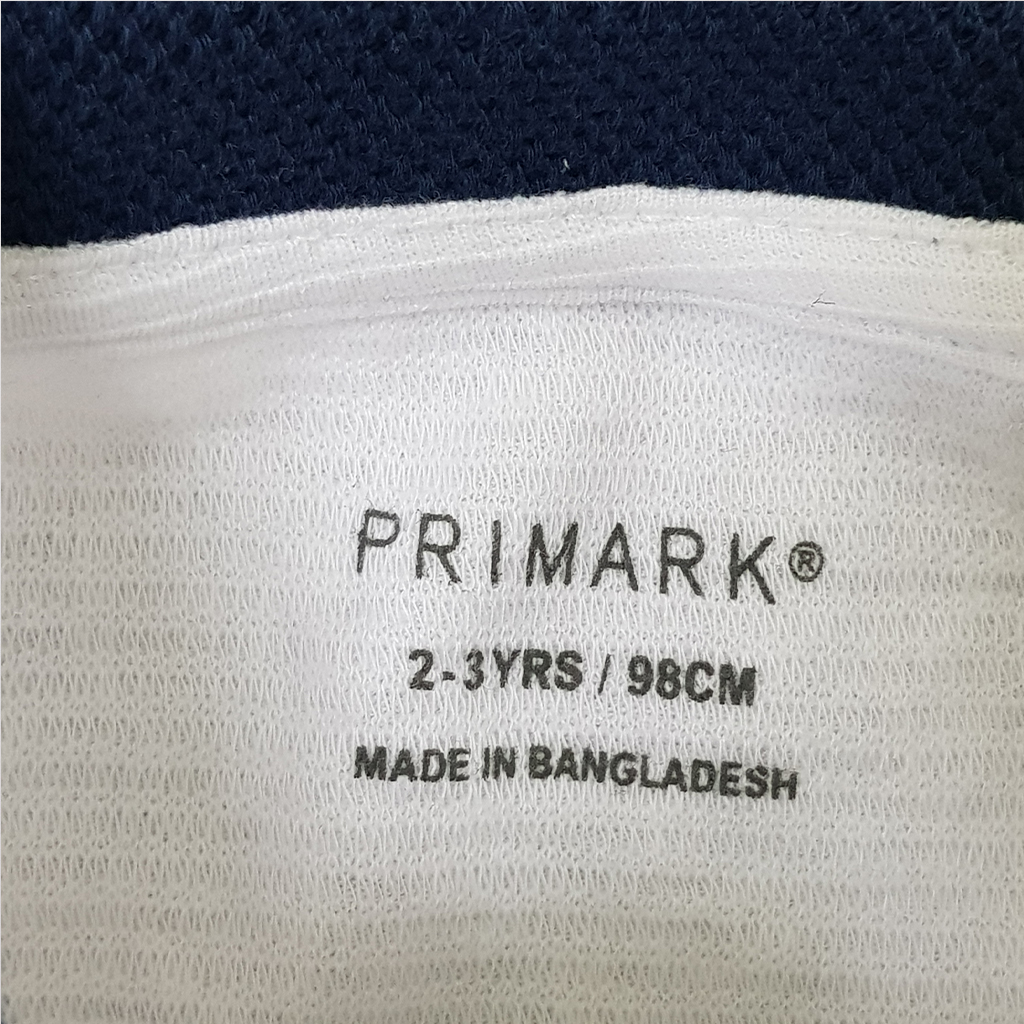 PRIMARK®
2-3YRS / 98CM
MADE IN BANGLADESH